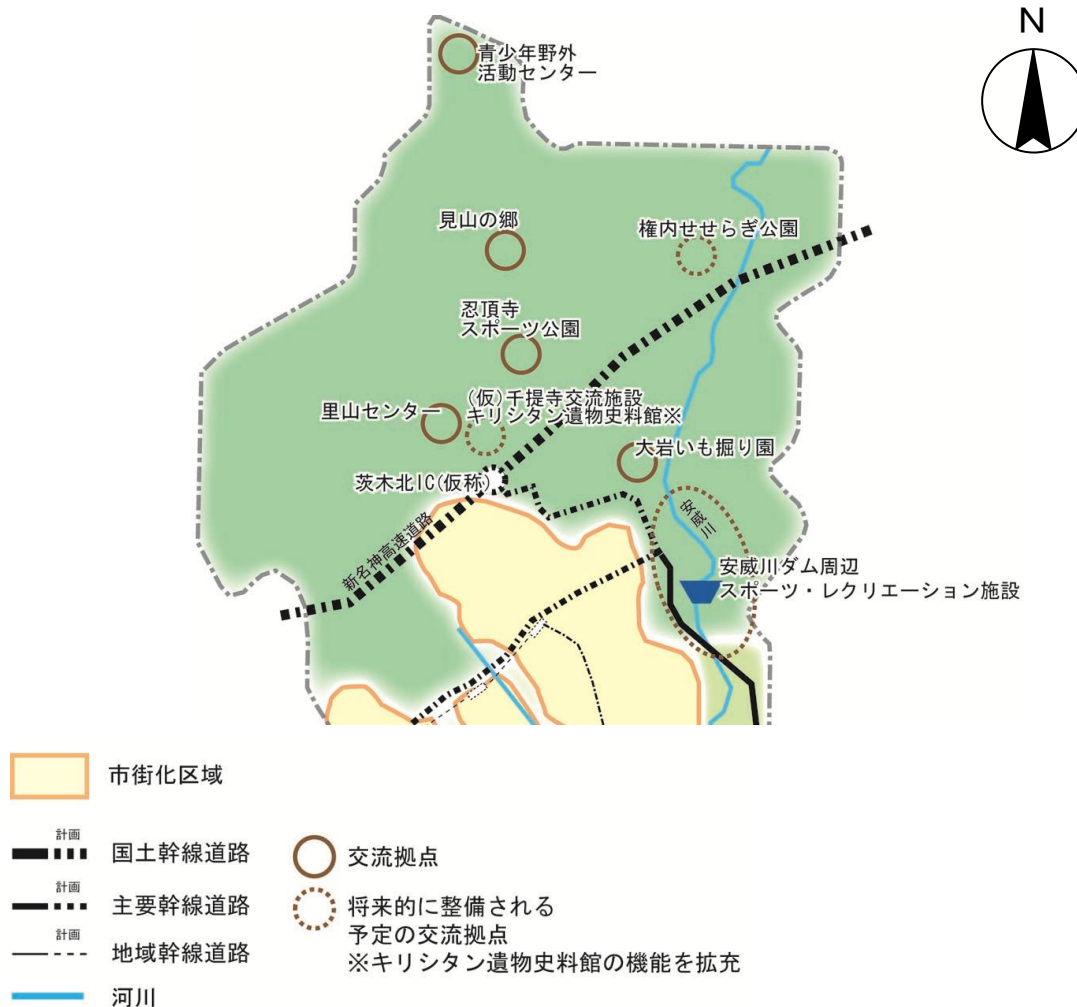 N
青少年野外
活動センター
見山の郷
権内せせらぎ公園
忍頂寺
スポーツ公園
(仮)千提寺交流施設
キリシタン遺物史料館※
里山センター
大岩いも掘り園
茨木北IC(仮称)
新名神高速道路
安威川
安威川ダム周辺
スポーツ・レクリエーション施設
市街化区域
計画
国土幹線道路
計画
主要幹線道路
計画
地域幹線道路
河川
交流拠点
将来的に整備される
予定の交流拠点
※キリシタン遺物史料館の機能を拡充